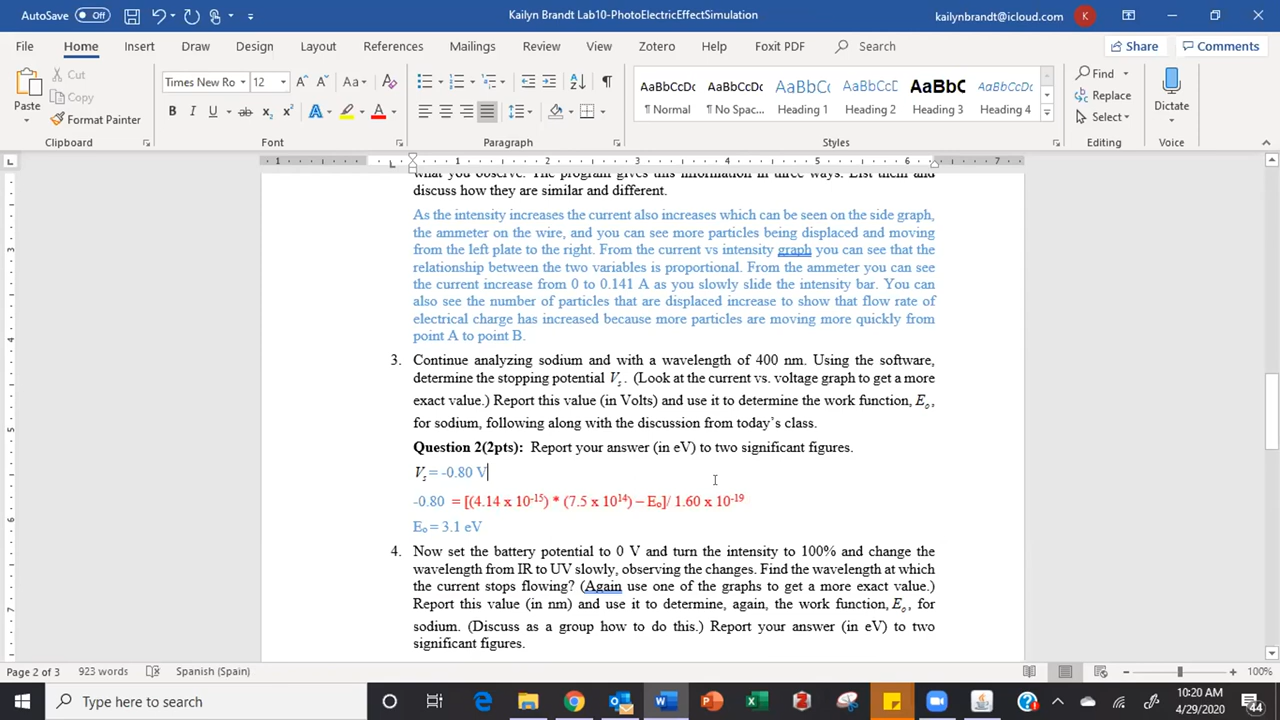 AutoSave Off
Kailyn Brandt Lab10-PhotoElectricEffectSimulation
kailynbrandt@icloud.com K
File Home Insert Draw Design Layout References Mailings Review View Zotero Help Foxit PDF Search Share Comments
Paste Cut Copy Format Painter
Times New Ro 12
AaBbCcDc AaBbCcDc AaBbC AaBbCc AaBbC AaBbCcDc
¶ Normal ¶ No Spac... Heading 1 Heading 2 Heading 3 Heading 4
Find Replace Select Dictate
Clipboard Font Paragraph Styles Editing Voice
what you observe. The program gives this information in three ways. List them and
discuss how they are similar and different.
As the intensity increases the current also increases which can be seen on the side graph,
the ammeter on the wire, and you can see more particles being displaced and moving
from the left plate to the right. From the current vs intensity graph you can see that the
relationship between the two variables is proportional. From the ammeter you can see
the current increase from 0 to 0.141 A as you slowly slide the intensity bar. You can
also see the number of particles that are displaced increase to show that flow rate of
electrical charge has increased because more particles are moving more quickly from
point A to point B.
3. Continue analyzing sodium and with a wavelength of 400 nm. Using the software,
determine the stopping potential Vs. (Look at the current vs. voltage graph to get a more
exact value.) Report this value (in Volts) and use it to determine the work function, Eo,
for sodium, following along with the discussion from today's class.
Question 2(2pts): Report your answer (in eV) to two significant figures.
Vs = -0.80 V
-0.80 = [(4.14 x 10-15) * (7.5 x 1014) – Eo]/ 1.60 x 10-19
Eo = 3.1 eV
4. Now set the battery potential to 0 V and turn the intensity to 100% and change the
wavelength from IR to UV slowly, observing the changes. Find the wavelength at which
the current stops flowing? (Again use one of the graphs to get a more exact value.)
Report this value (in nm) and use it to determine, again, the work function, Eo, for
sodium. (Discuss as a group how to do this.) Report your answer (in eV) to two
significant figures.
Page 2 of 3 923 words Spanish (Spain) 100%
Type here to search
10:20 AM
4/29/2020
44